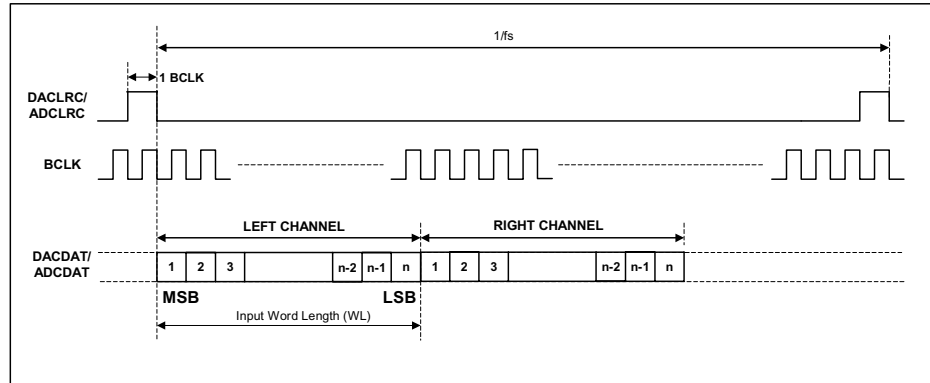 1/fs
1 BCLK
DACLRC/
ADCLRC
BCLK
LEFT CHANNEL RIGHT CHANNEL
DACDAT/
ADCDAT
1 2 3 n-2 n-1 n 1 2 3 n-2 n-1 n
MSB LSB
Input Word Length (WL)